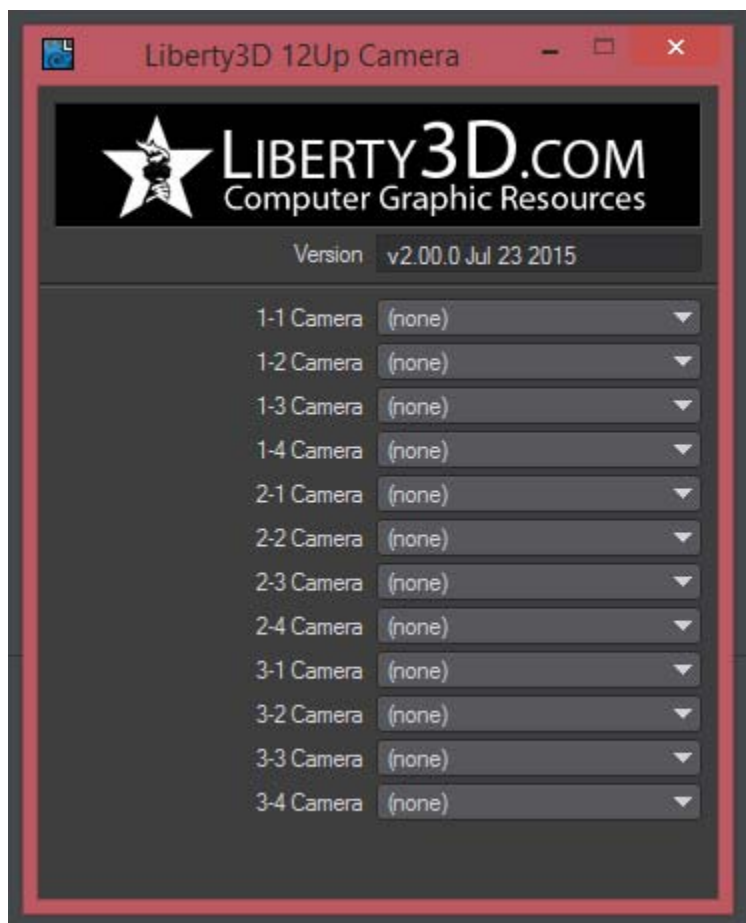 Liberty3D 12Up Camera
LIBERTY3D.COM
Computer Graphic Resources
Version v2.00.0 Jul 23 2015
1-1 Camera (none)
1-2 Camera (none)
1-3 Camera (none)
1-4 Camera (none)
2-1 Camera (none)
2-2 Camera (none)
2-3 Camera (none)
2-4 Camera (none)
3-1 Camera (none)
3-2 Camera (none)
3-3 Camera (none)
3-4 Camera (none)